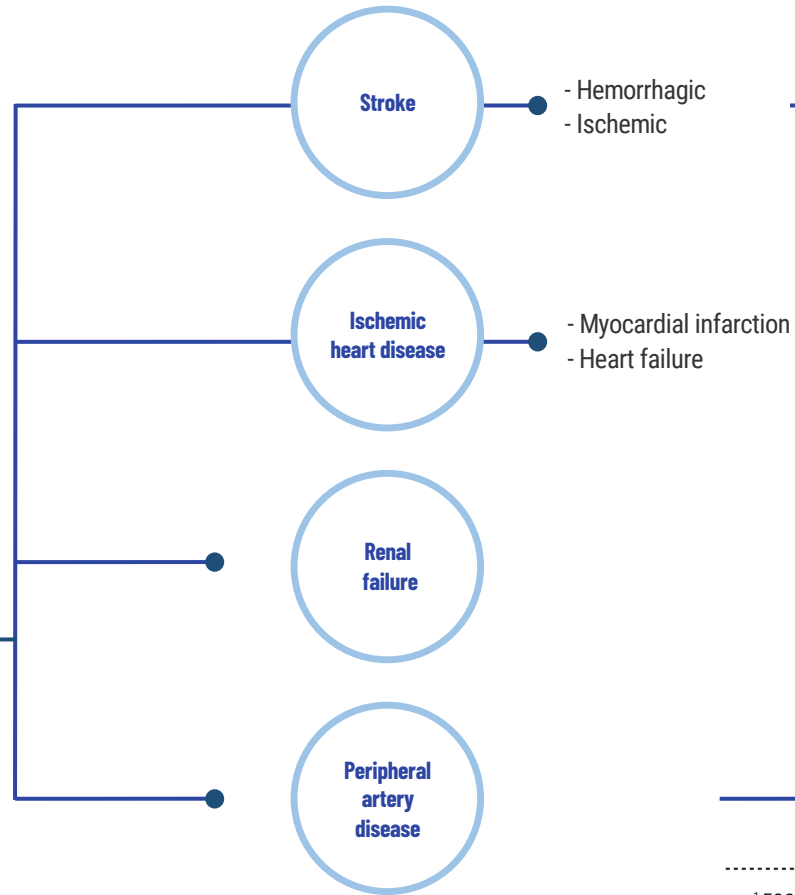 Stroke
- Hemorrhagic
- Ischemic
Ischemic
heart disease
- Myocardial infarction
- Heart failure
Renal
failure
Peripheral
artery
disease